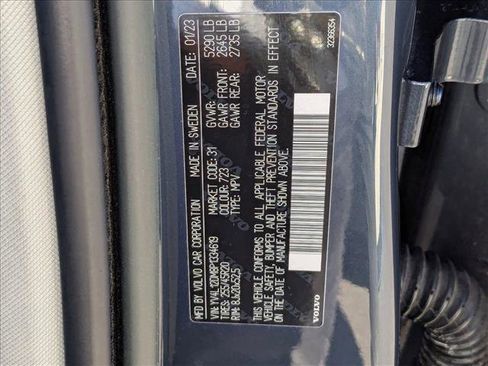 MFD BY VOLVO CAR CORPORATION
MADE IN SWEDEN
DATE: 01/23
MARKET CODE: 31
GVWR: 5290 LB
COLOUR: 723
GAWR FRONT: 2645 LB
TYPE: MPV
GAWR REAR: 2735 LB
THIS VEHICLE CONFORMS TO ALL APPLICABLE FEDERAL MOTOR
VEHICLE SAFETY, BUMPER AND THEFT PREVENTION STANDARDS IN EFFECT
ON THE DATE OF MANUFACTURE SHOWN ABOVE.
VOLVO
32366354